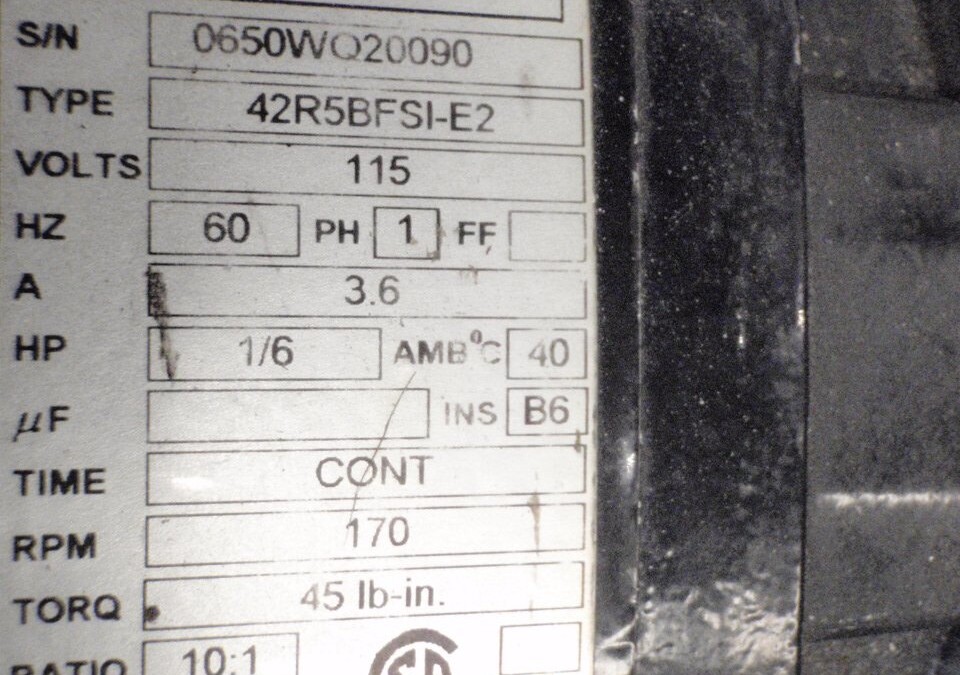 S/N 0650WQ20090
TYPE 42R5BFSI-E2
VOLTS 115
HZ 60 PH 1 FF
A 3.6
HP 1/6 AMB°C 40
µF INS B6
TIME CONT
RPM 170
TORQ 45 lb-in.
RATIO 10:1